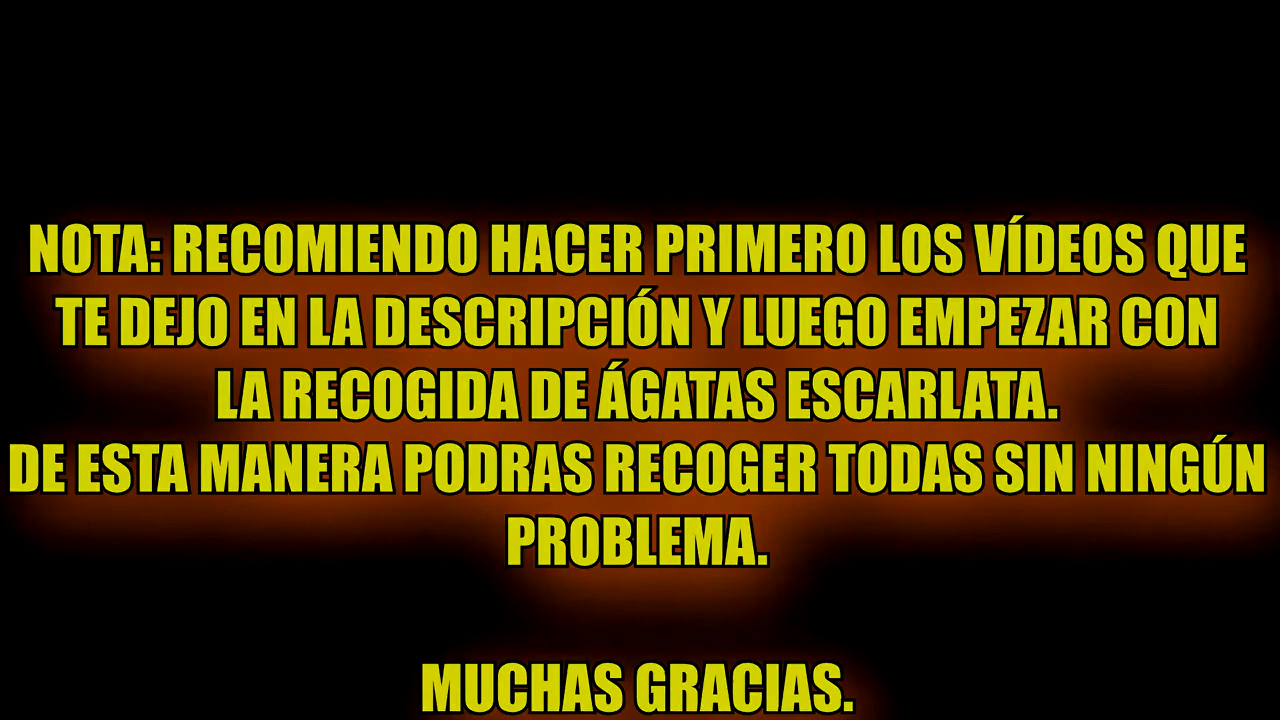 NOTA: RECOMIENDO HACER PRIMERO LOS VÍDEOS QUE
TE DEJO EN LA DESCRIPCIÓN Y LUEGO EMPEZAR CON
LA RECOGIDA DE ÁGATAS ESCARLATA.
DE ESTA MANERA PODRAS RECOGER TODAS SIN NINGÚN
PROBLEMA.
MUCHAS GRACIAS.